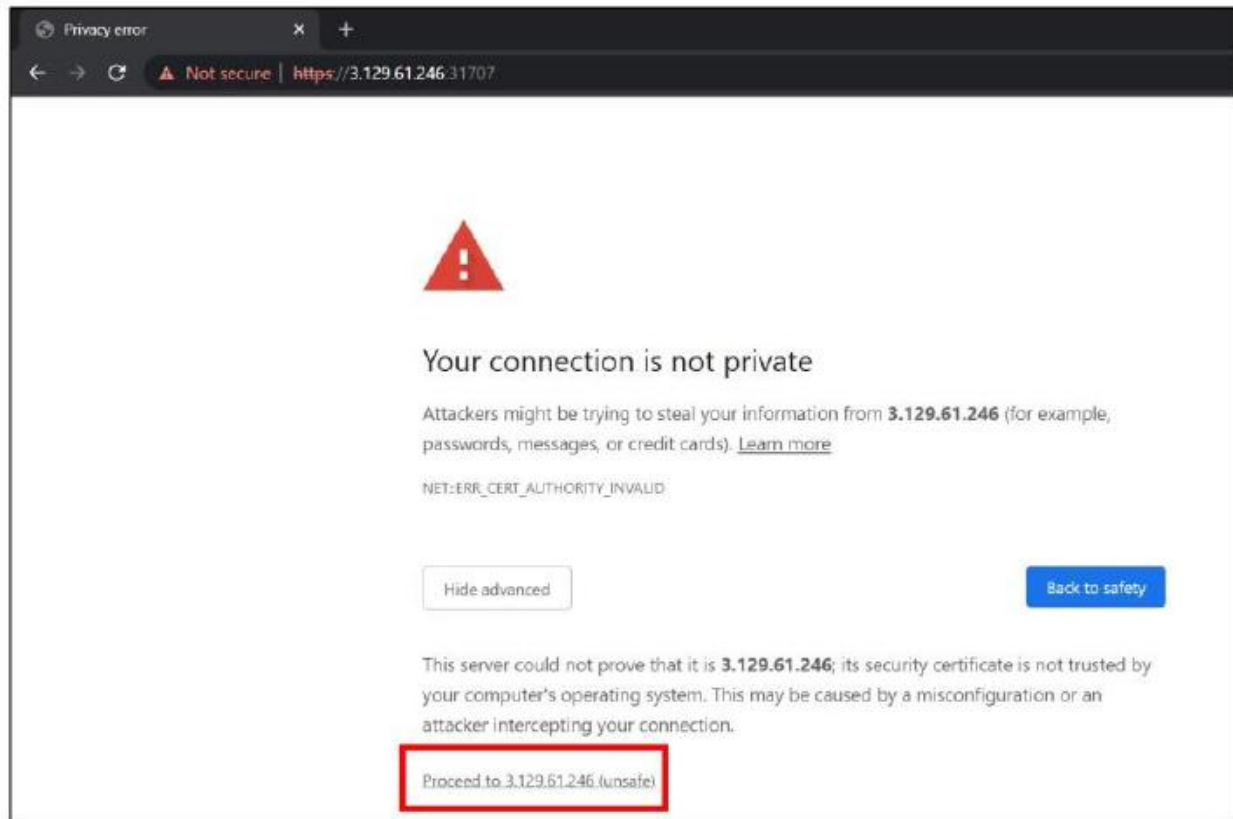 Privacy error
Not secure | https://3.129.61.246:31707
Your connection is not private
Attackers might be trying to steal your information from 3.129.61.246 (for example,
passwords, messages, or credit cards). Learn more
NET::ERR_CERT_AUTHORITY_INVALID
Hide advanced
Back to safety
This server could not prove that it is 3.129.61.246; its security certificate is not trusted by
your computer's operating system. This may be caused by a misconfiguration or an
attacker intercepting your connection.
Proceed to 3.129.61.246 (unsafe)